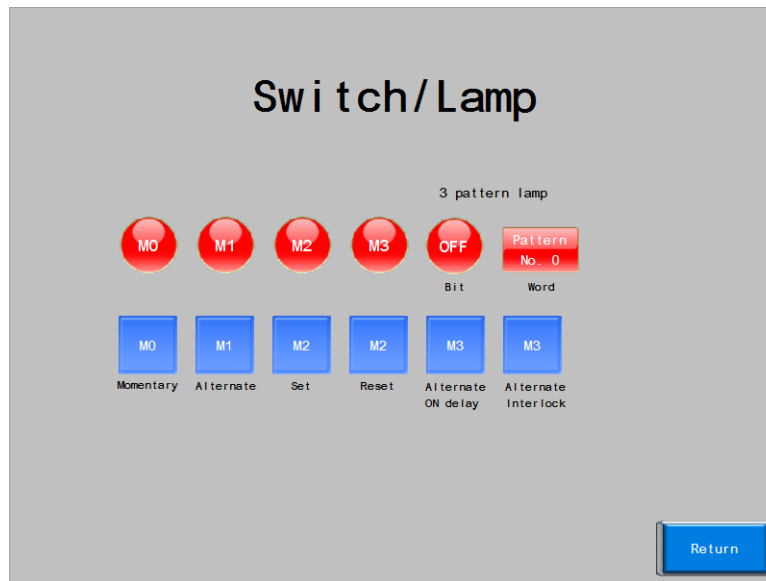 Switch/Lamp
3 pattern lamp
M0 M1 M2 M3 OFF Pattern
No. 0
Bit Word
M0 M1 M2 M2 M3 M3
Momentary Alternate Set Reset Alternate Alternate
ON delay Interlock
Return